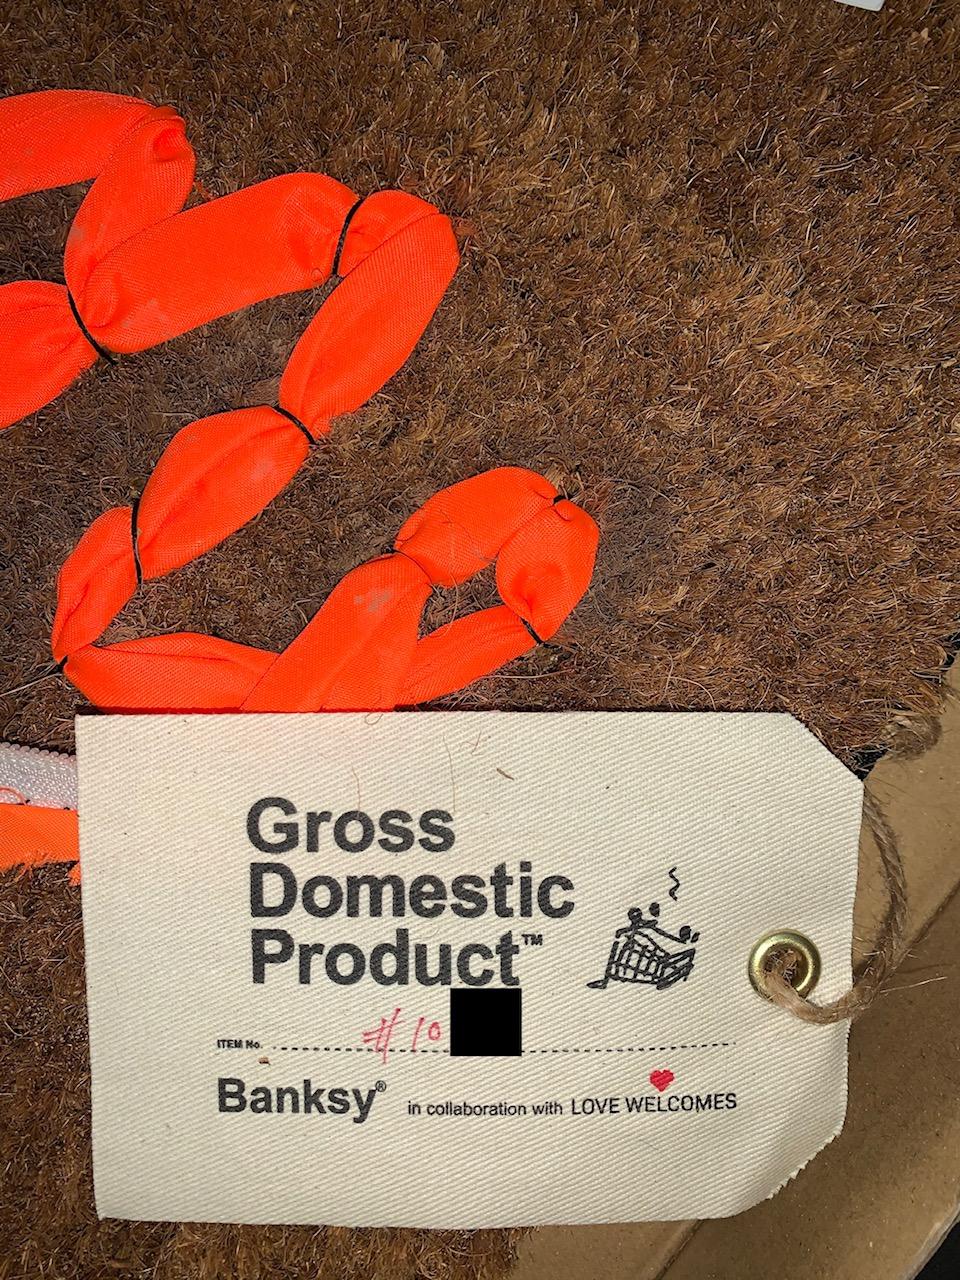 Gross
Domestic
Product™
ITEM No. #10
Banksy® in collaboration with LOVE WELCOMES